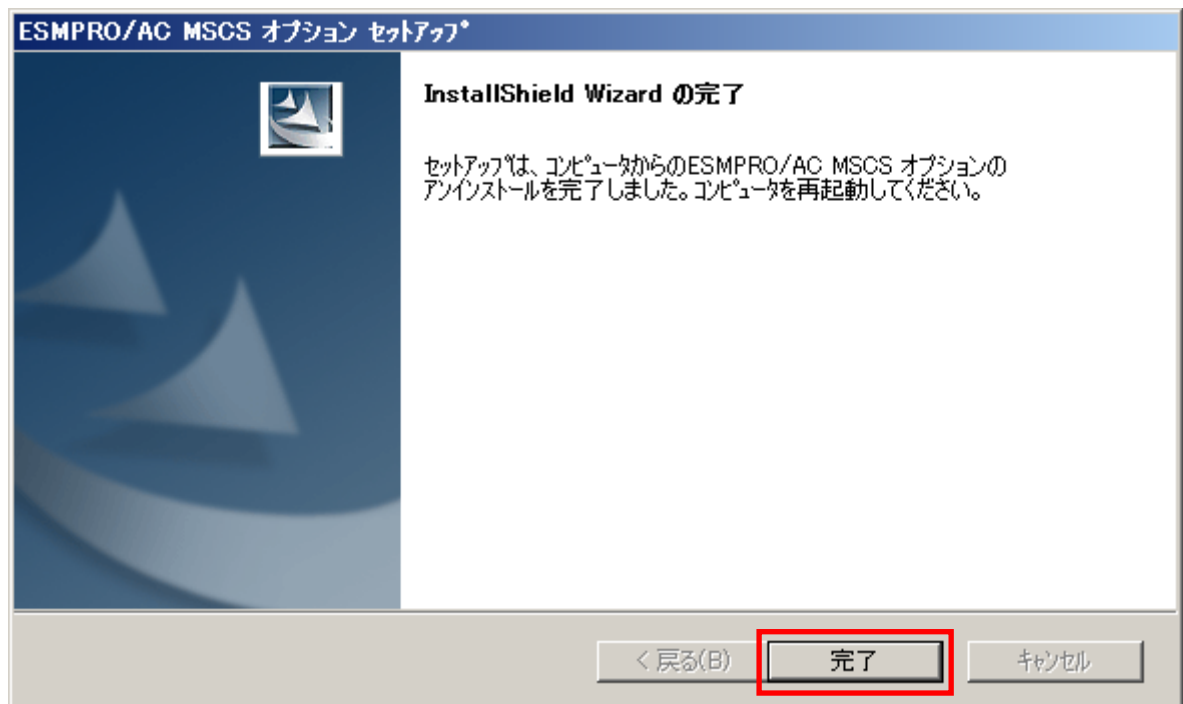 ESMPRO/AC MSCS オプション セットアップ
InstallShield Wizard の完了
セットアップは、コンピュータからのESMPRO/AC MSCS オプションの
アンインストールを完了しました。コンピュータを再起動してください。
< 戻る(B)
完了
キャンセル